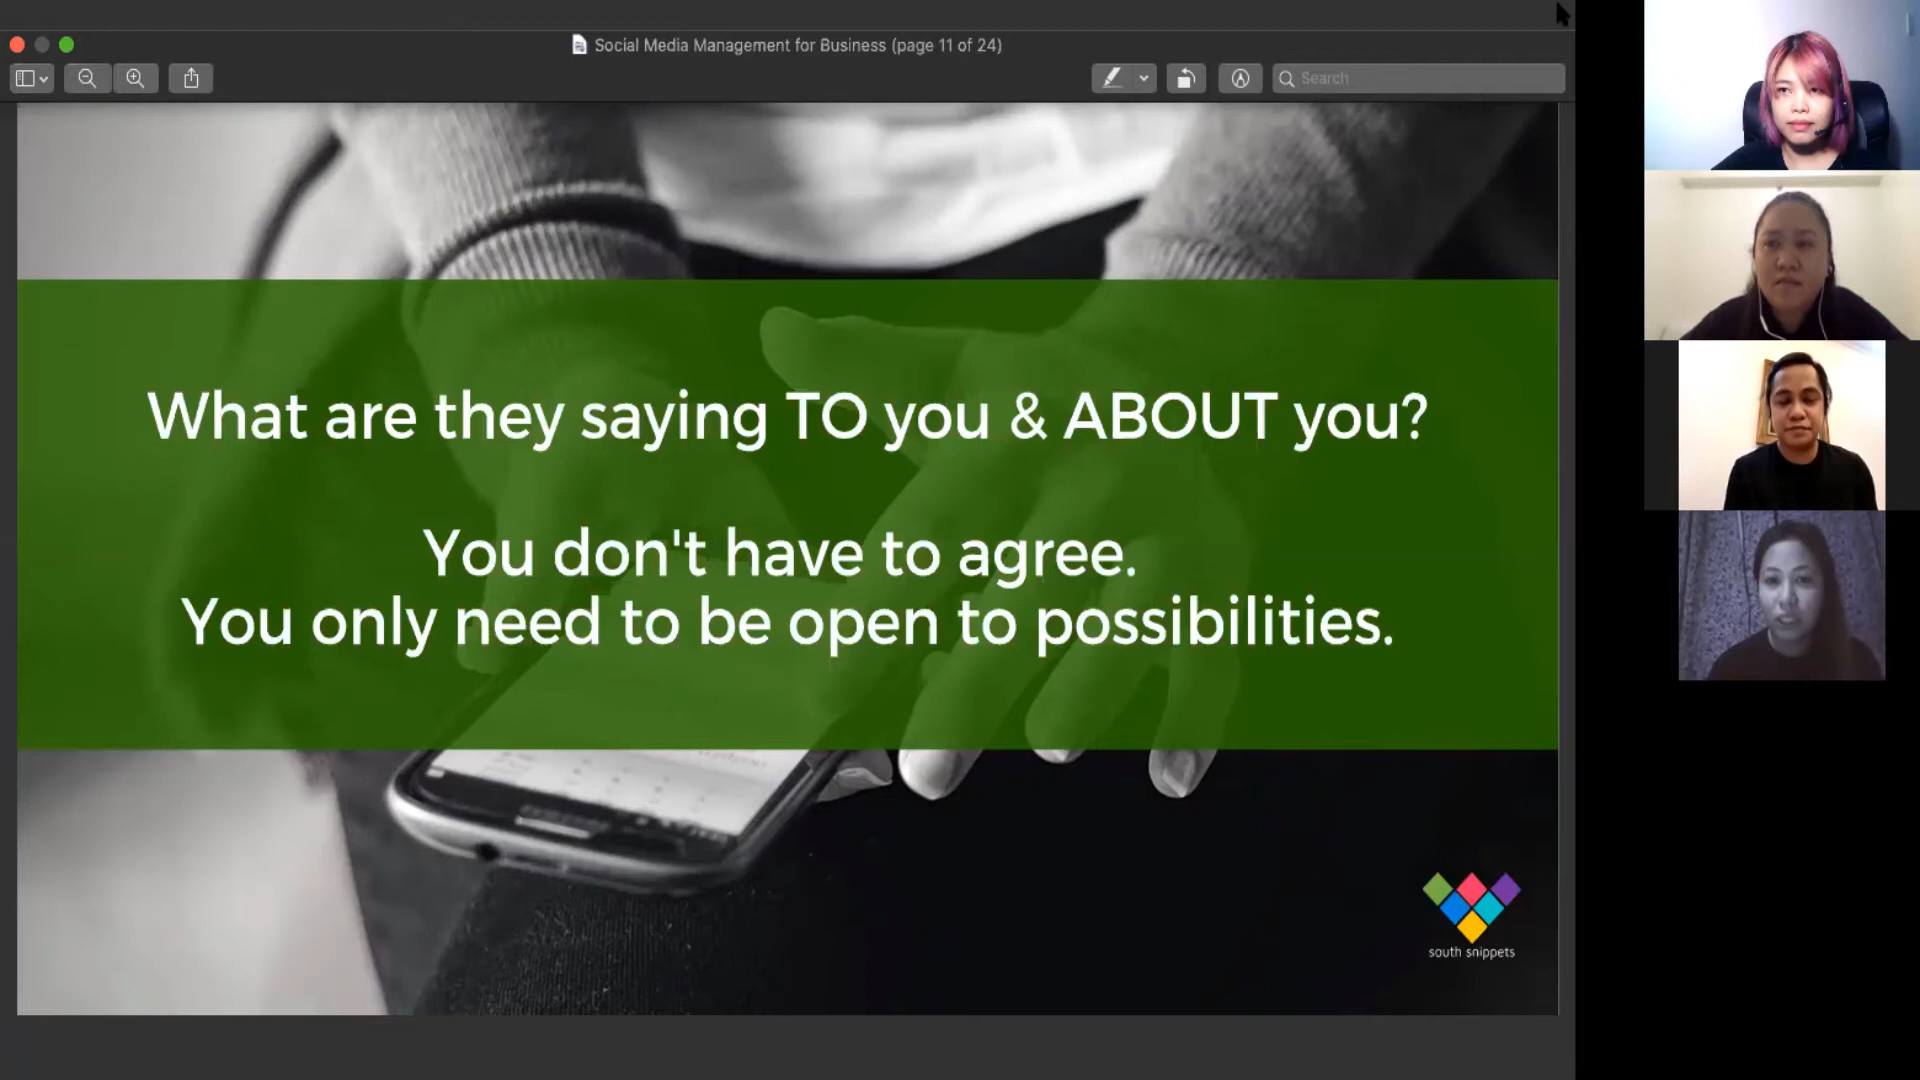 Social Media Management for Business (page 11 of 24)
Search
What are they saying TO you & ABOUT you?
You don't have to agree.
You only need to be open to possibilities.
south snippets